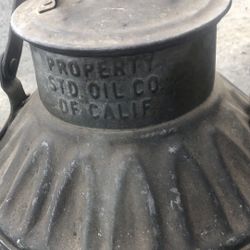 PROPERTY
STD. OIL CO.
OF CALIF.